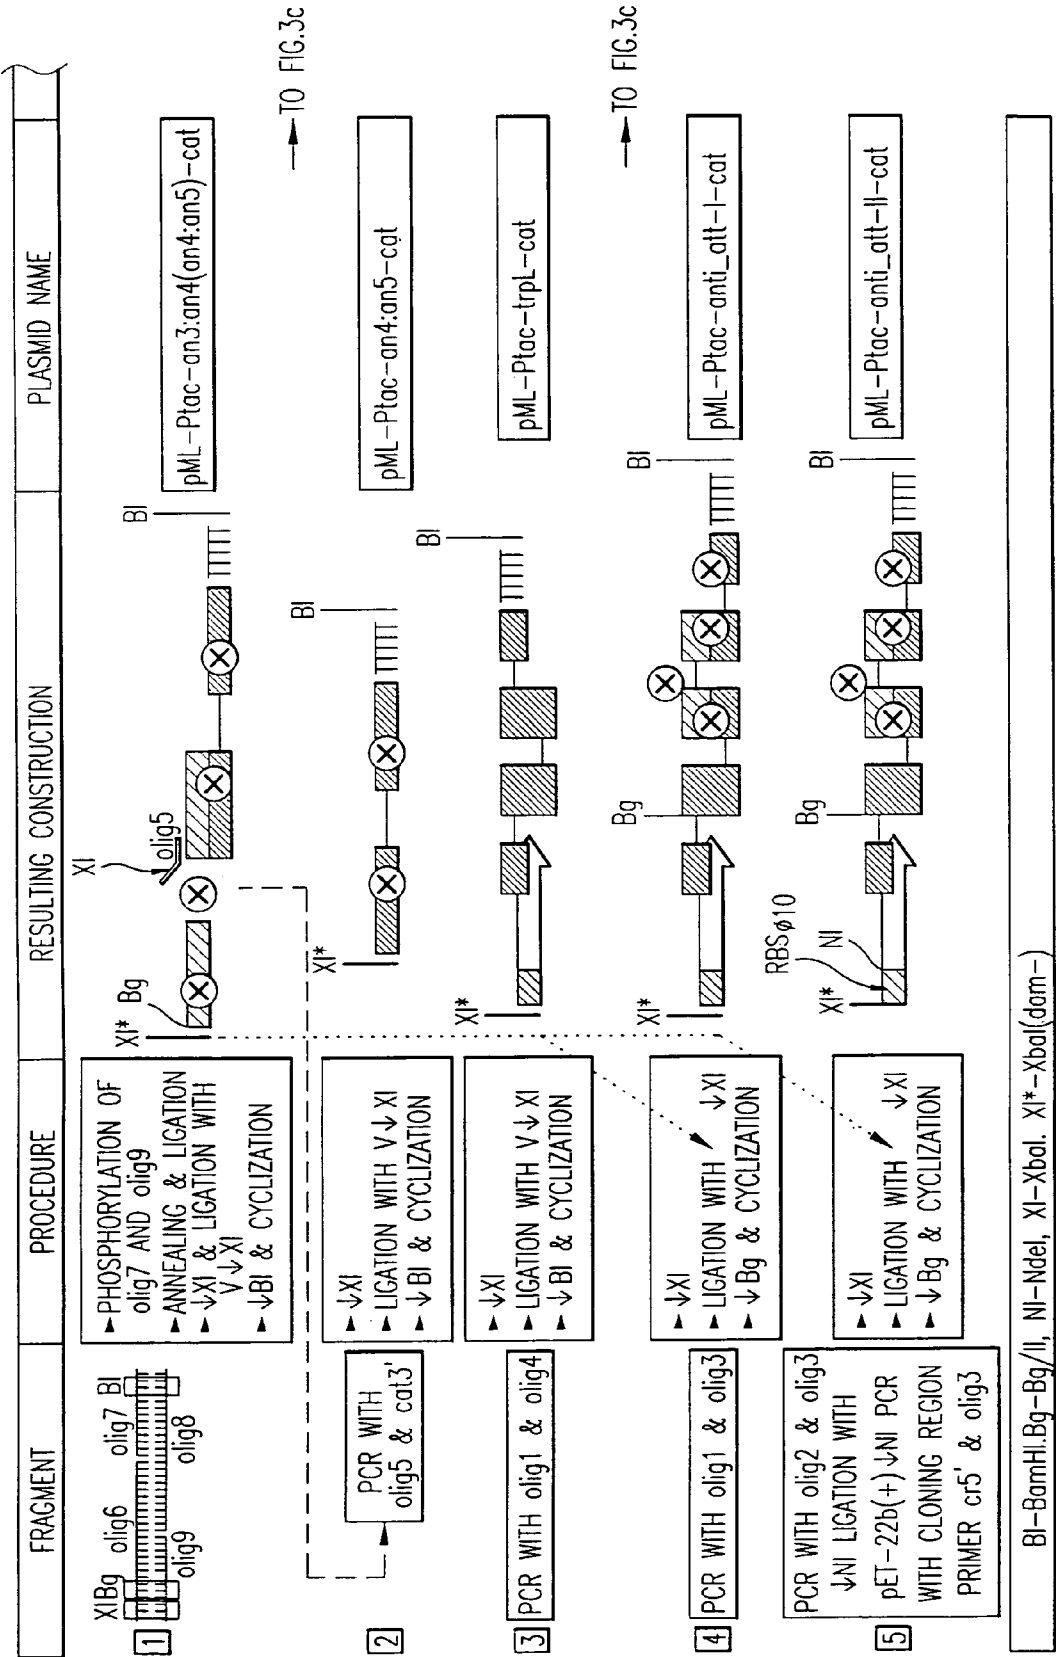 FRAGMENT
PROCEDURE
RESULTING CONSTRUCTION
PLASMID NAME
1
XI Bg olig6 olig7 BI
olig9 olig8
►PHOSPHORYLATION OF
olig7 AND olig9
►ANNEALING & LIGATION
►↓XI & LIGATION WITH
V↓XI
►↓BI & CYCLIZATION
XI*
Bg
XI
olig5
BI
pML-Ptac-an3:an4(an4:an5)-cat
→ TO FIG.3c
2
PCR WITH
olig5 & cat3'
►↓XI
►LIGATION WITH V↓XI
►↓BI & CYCLIZATION
XI*
BI
pML-Ptac-an4:an5-cat
3
PCR WITH olig1 & olig4
►↓XI
►LIGATION WITH V↓XI
►↓BI & CYCLIZATION
XI*
BI
pML-Ptac-trpL-cat
→ TO FIG.3c
4
PCR WITH olig1 & olig3
►↓XI
►LIGATION WITH ↓XI
►↓Bg & CYCLIZATION
XI*
Bg
BI
pML-Ptac-anti_att-I-cat
5
PCR WITH olig2 & olig3
↓NI LIGATION WITH
pET-22b(+)↓NI PCR
WITH CLONING REGION
PRIMER cr5' & olig3
►↓XI
►LIGATION WITH ↓XI
►↓Bg & CYCLIZATION
XI*
RBSφ10
NI
Bg
BI
pML-Ptac-anti_att-II-cat
BI-BamHI.Bg-Bg/II, NI-NdeI, XI-XbaI. XI*-XbaI(dam-)